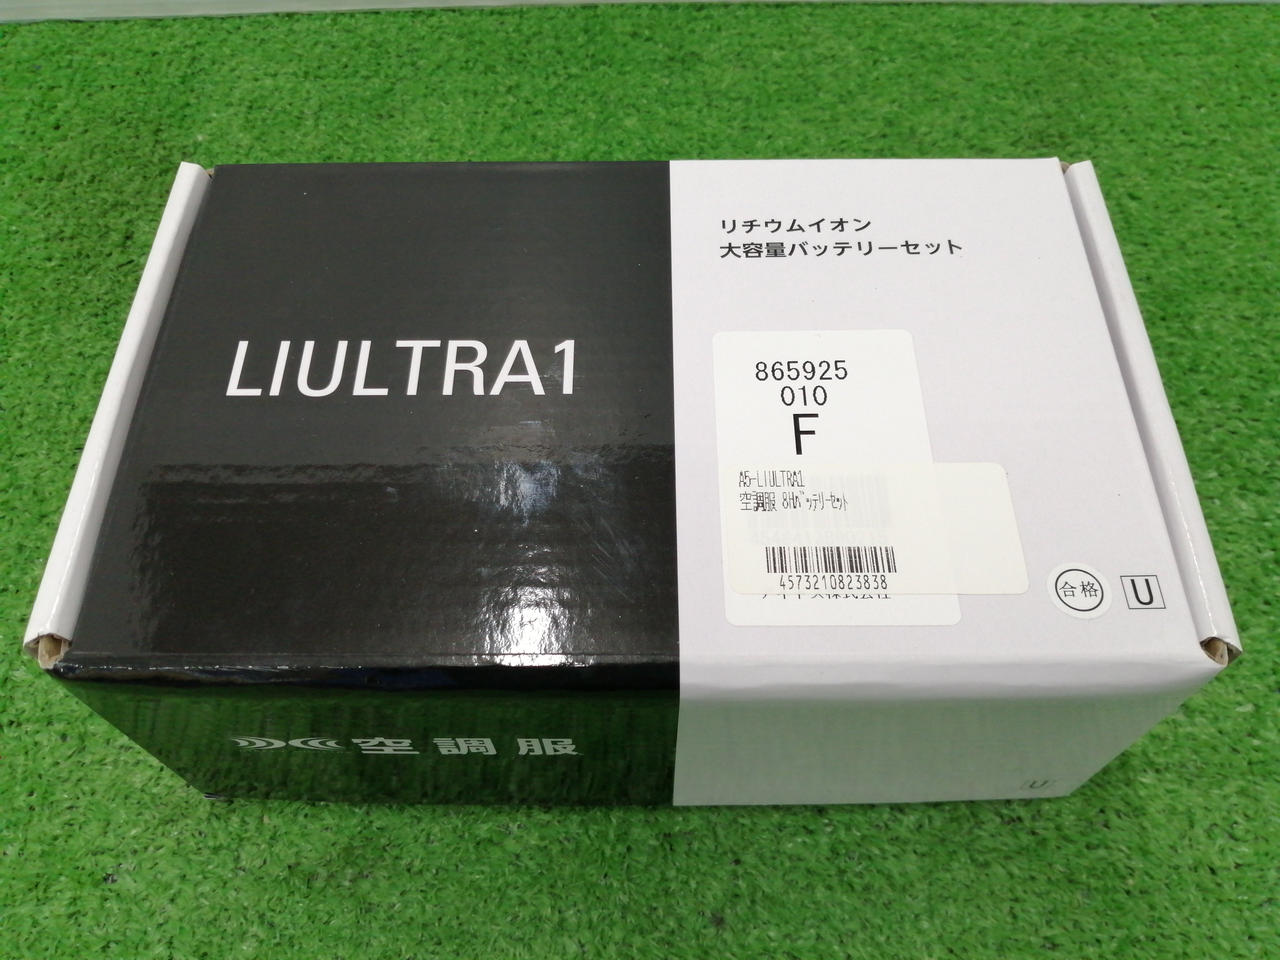 リチウムイオン
大容量バッテリーセット
LIULTRA1
865925
010
F
A5-LIULTRA1
空調服 8Hﾊﾞｯﾃﾘｰｾｯﾄ
4573210823838
合格
U
空調服
U